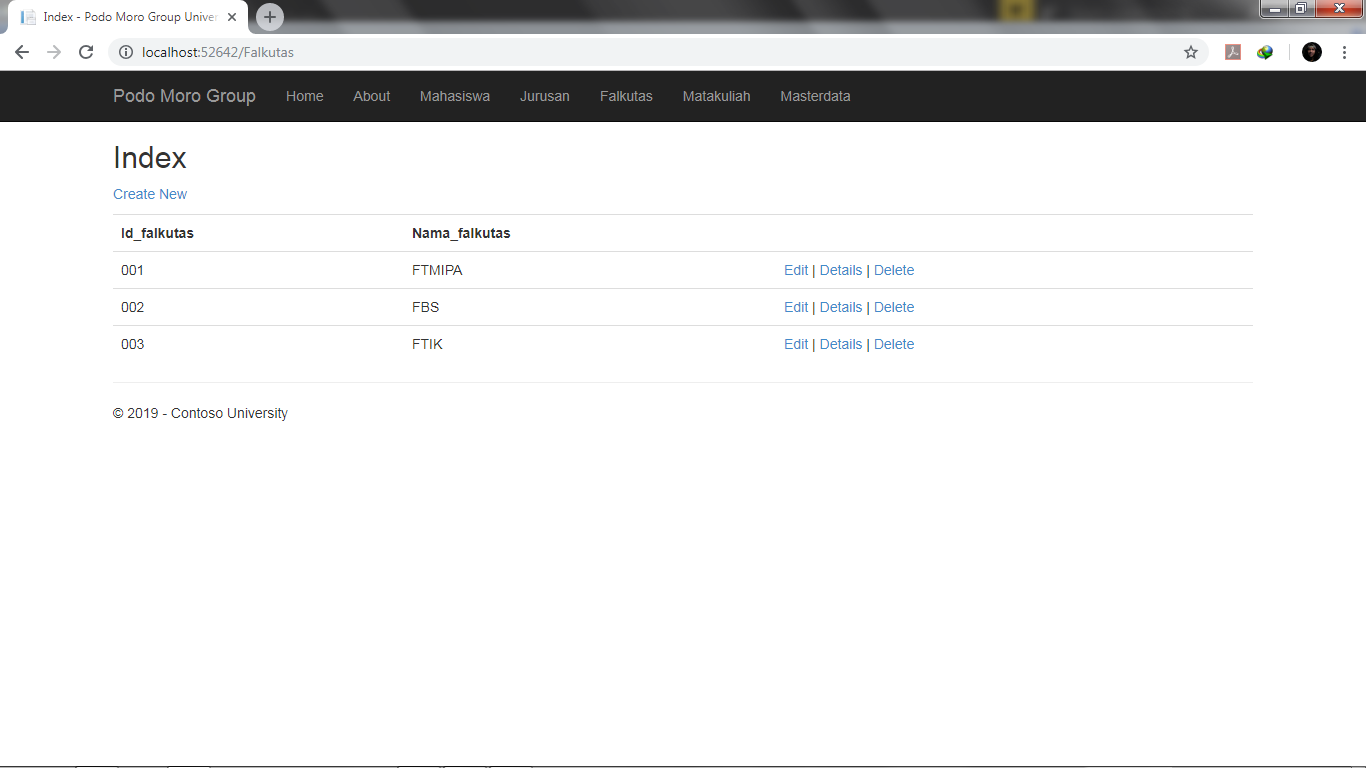 Index - Podo Moro Group Univer
localhost:52642/Falkutas
Podo Moro Group Home About Mahasiswa Jurusan Falkutas Matakuliah Masterdata
Index
Create New
Id_falkutas Nama_falkutas
001 FTMIPA Edit | Details | Delete
002 FBS Edit | Details | Delete
003 FTIK Edit | Details | Delete
© 2019 - Contoso University